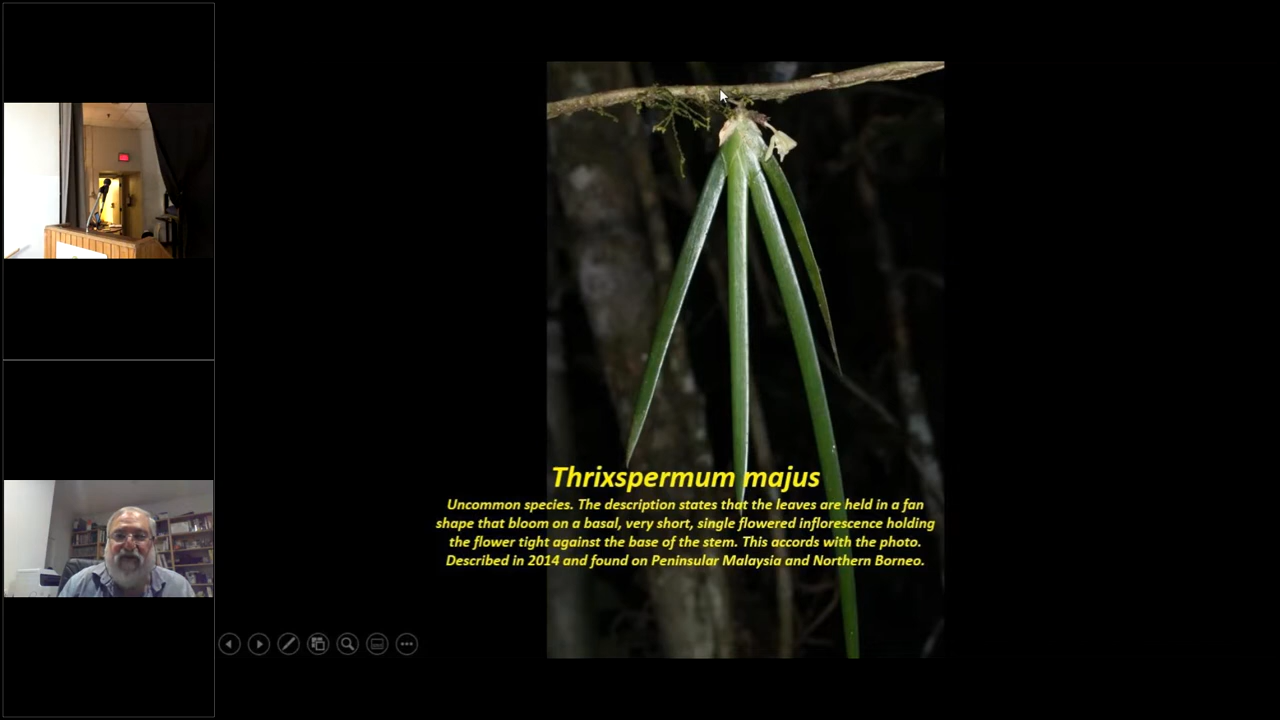 Thrixspermum majus
Uncommon species. The description states that the leaves are held in a fan
shape that bloom on a basal, very short, single flowered inflorescence holding
the flower tight against the base of the stem. This accords with the photo.
Described in 2014 and found on Peninsular Malaysia and Northern Borneo.